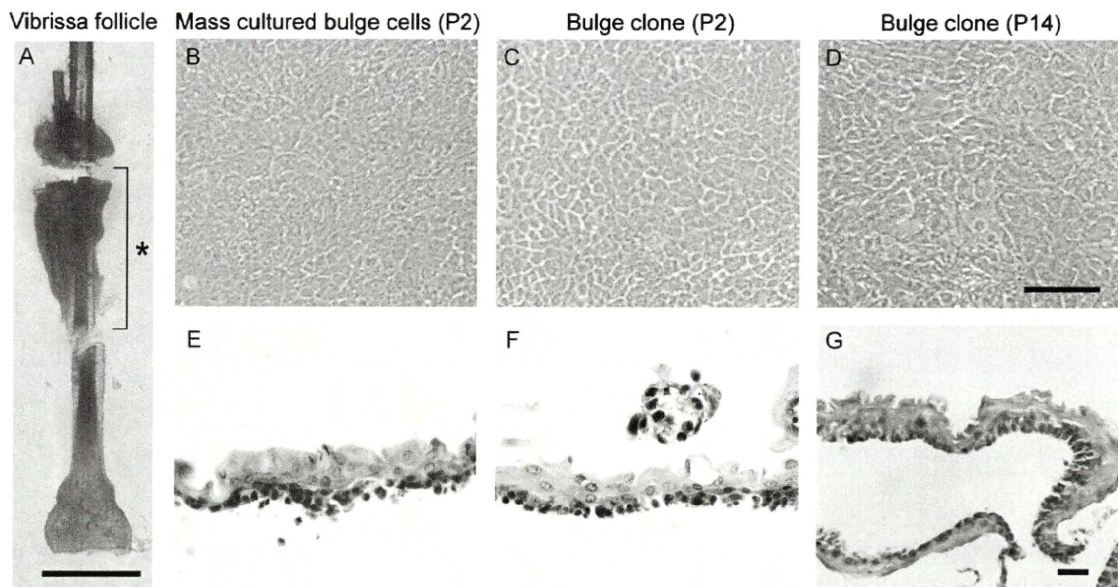 Vibrissa follicle
Mass cultured bulge cells (P2)
Bulge clone (P2)
Bulge clone (P14)
A
B
C
D
*
E
F
G